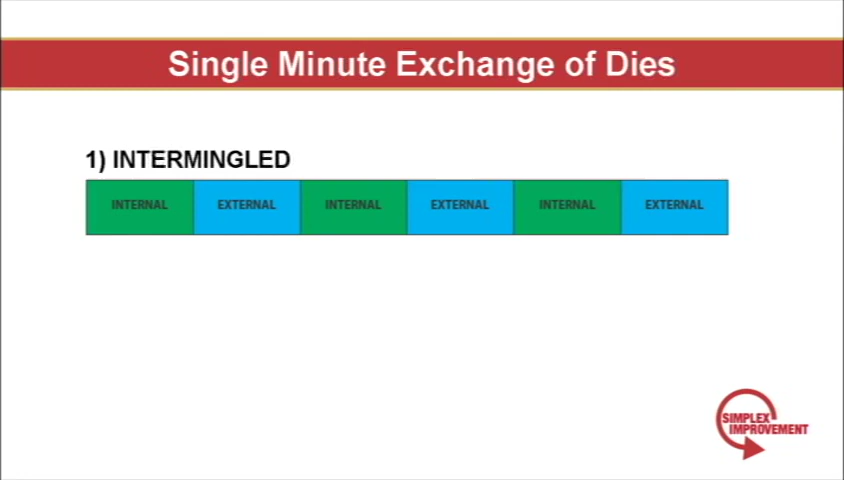 Single Minute Exchange of Dies
1) INTERMINGLED
INTERNAL EXTERNAL INTERNAL EXTERNAL INTERNAL EXTERNAL
SIMPLEX
IMPROVEMENT